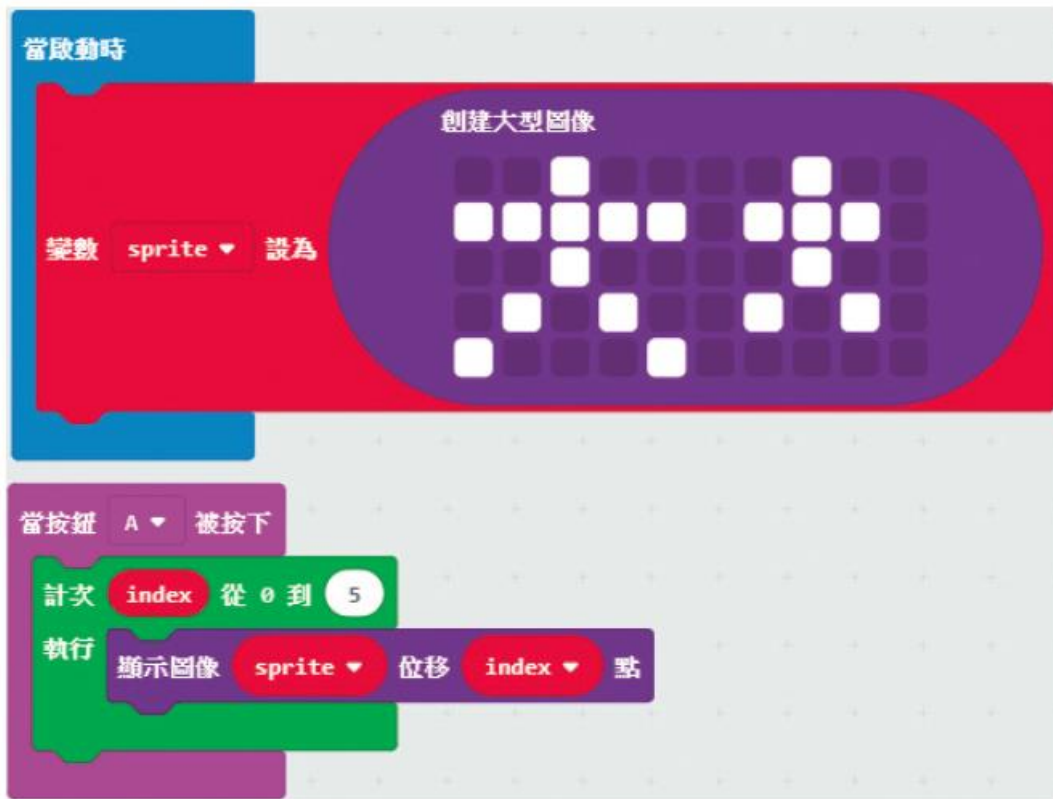 當啟動時
創建大型圖像
變數 sprite 設為
當按鈕 A 被按下
計次 index 從 0 到 5
執行
顯示圖像 sprite 位移 index 點